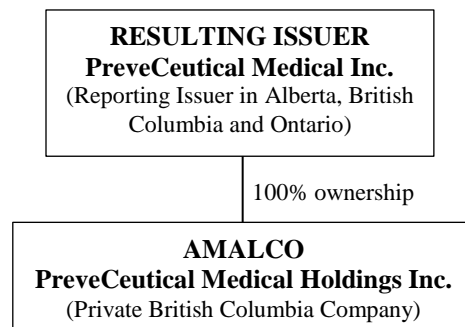 RESULTING ISSUER
PreveCeutical Medical Inc.
(Reporting Issuer in Alberta, British
Columbia and Ontario)
100% ownership
AMALCO
PreveCeutical Medical Holdings Inc.
(Private British Columbia Company)